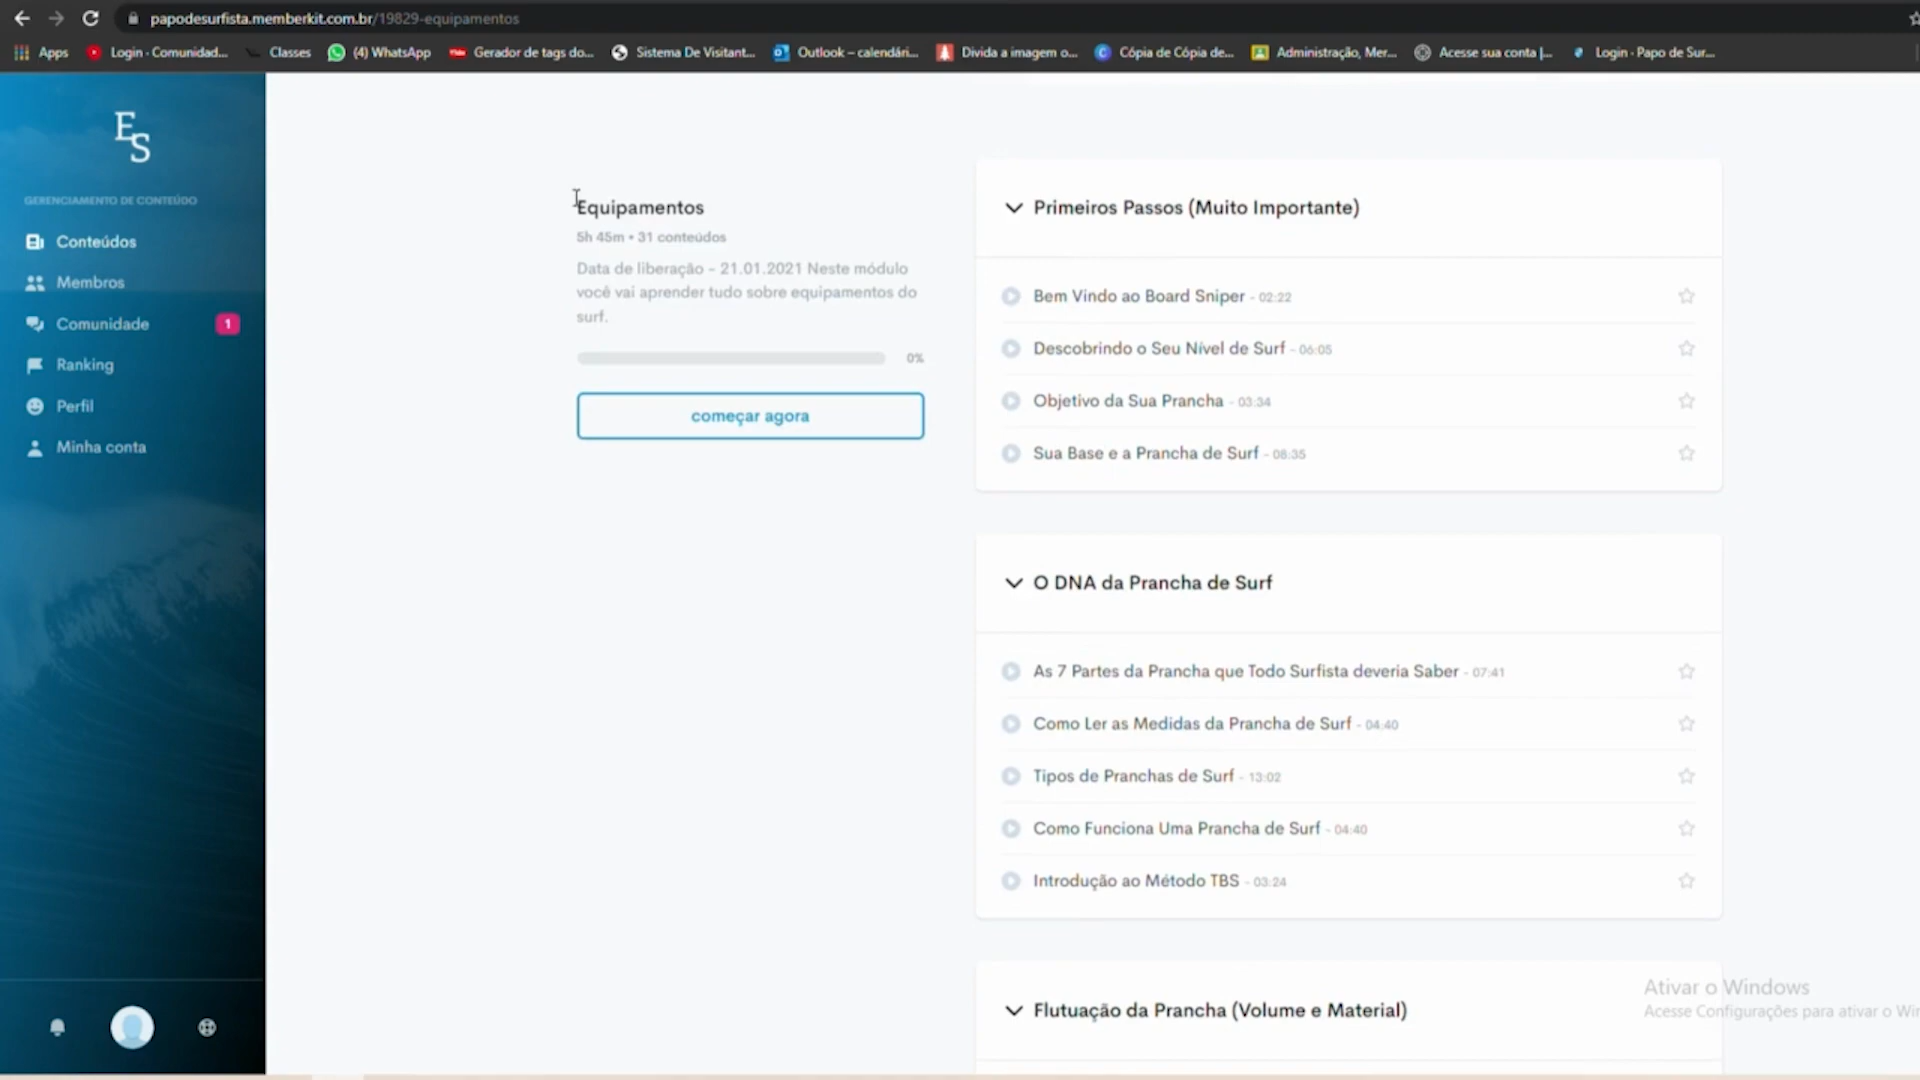 papodesurfista.memberkit.com.br/19829-equipamentos
Apps
Login · Comunidad...
Classes
(4) WhatsApp
Gerador de tags do...
Sistema De Visitant...
Outlook – calendári...
Divida a imagem o...
Cópia de Cópia de...
Administração, Mer...
Acesse sua conta |...
Login · Papo de Sur...
ES
GERENCIAMENTO DE CONTEÚDO
Conteúdos
Membros
Comunidade
1
Ranking
Perfil
Minha conta
Equipamentos
5h 45m • 31 conteúdos
Data de liberação - 21.01.2021 Neste módulo
você vai aprender tudo sobre equipamentos do
surf.
0%
começar agora
Primeiros Passos (Muito Importante)
Bem Vindo ao Board Sniper - 02:22
Descobrindo o Seu Nível de Surf - 06:05
Objetivo da Sua Prancha - 03:34
Sua Base e a Prancha de Surf - 08:35
O DNA da Prancha de Surf
As 7 Partes da Prancha que Todo Surfista deveria Saber - 07:41
Como Ler as Medidas da Prancha de Surf - 04:40
Tipos de Pranchas de Surf - 13:02
Como Funciona Uma Prancha de Surf - 04:40
Introdução ao Método TBS - 03:24
Flutuação da Prancha (Volume e Material)
Ativar o Windows
Acesse Configurações para ativar o Wi